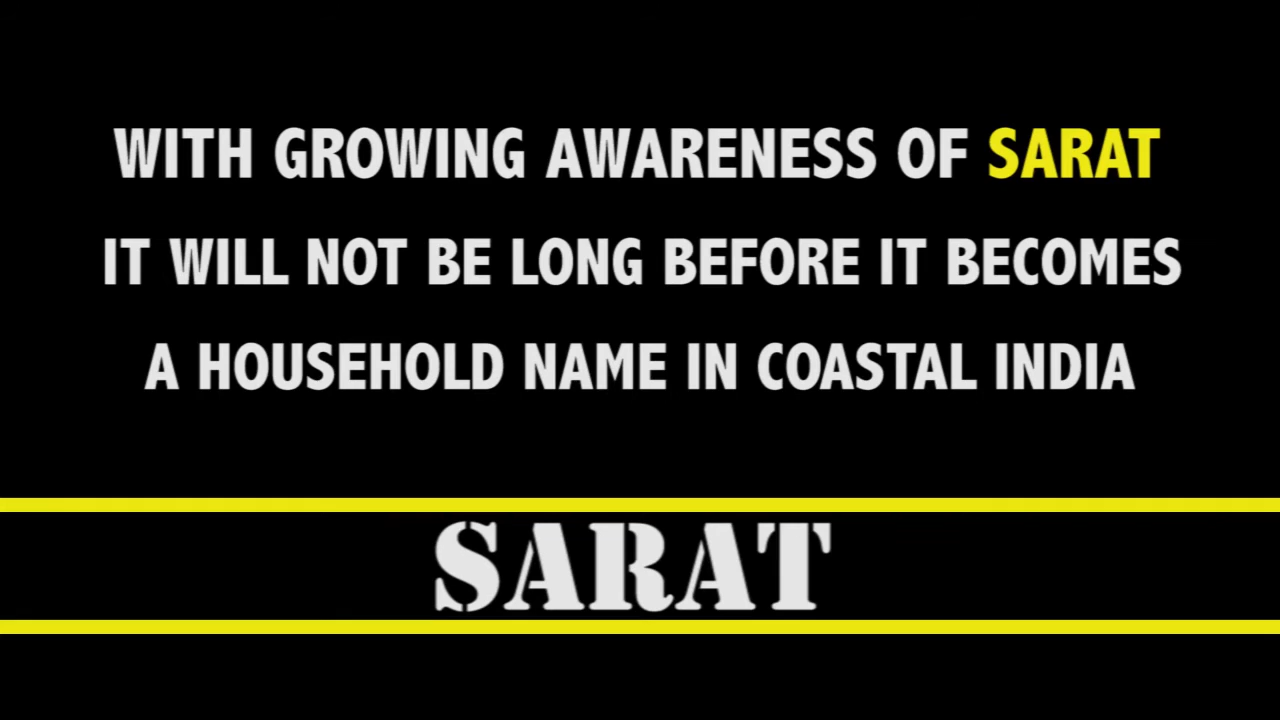 WITH GROWING AWARENESS OF SARAT
IT WILL NOT BE LONG BEFORE IT BECOMES
A HOUSEHOLD NAME IN COASTAL INDIA
SARAT